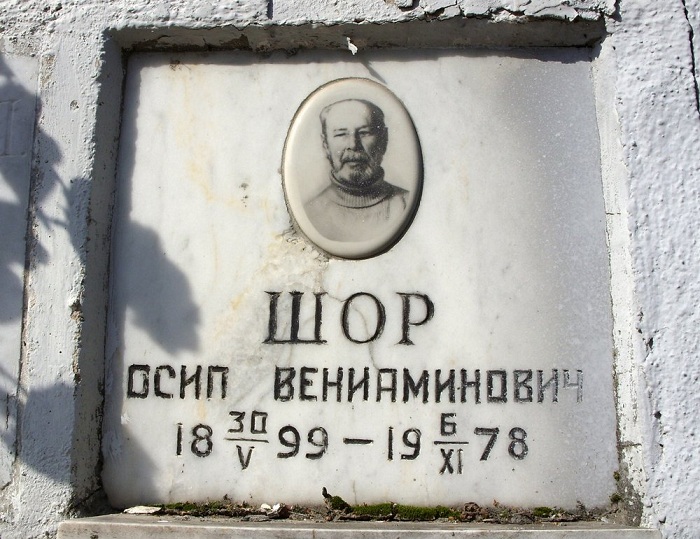 ШОР
ОСИП ВЕНИАМИНОВИЧ
18 30/V 99 – 19 6/XI 78